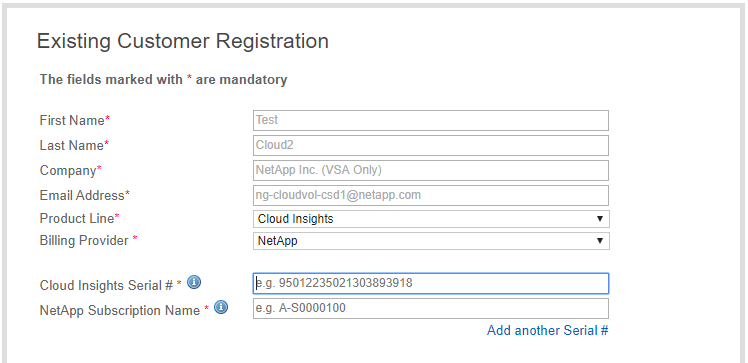 Existing Customer Registration
The fields marked with * are mandatory
First Name* Test
Last Name* Cloud2
Company* NetApp Inc. (VSA Only)
Email Address* ng-cloudvol-csd1@netapp.com
Product Line* Cloud Insights
Billing Provider * NetApp
Cloud Insights Serial # * e.g. 95012235021303893918
NetApp Subscription Name * e.g. A-S0000100
Add another Serial #